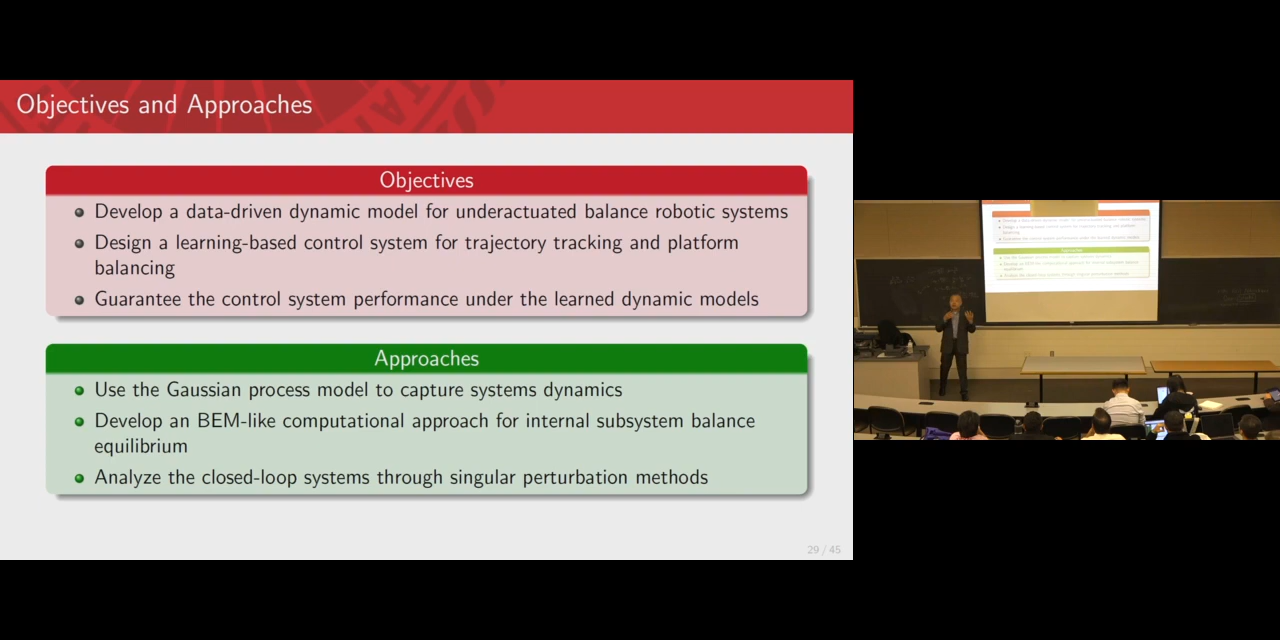 Objectives and Approaches
Objectives
Develop a data-driven dynamic model for underactuated balance robotic systems
Design a learning-based control system for trajectory tracking and platform
balancing
Guarantee the control system performance under the learned dynamic models
Approaches
Use the Gaussian process model to capture systems dynamics
Develop an BEM-like computational approach for internal subsystem balance
equilibrium
Analyze the closed-loop systems through singular perturbation methods
29 / 45